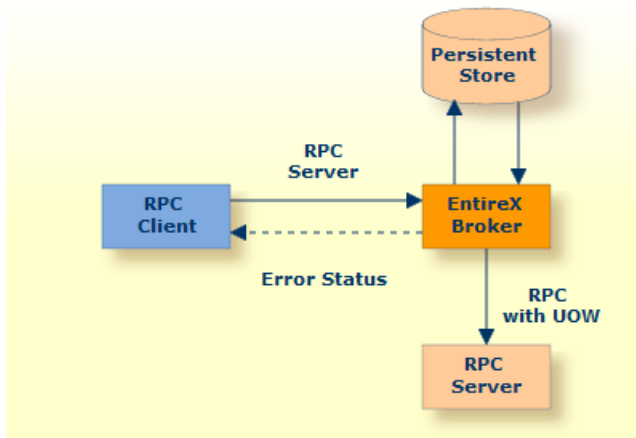 Persistent
Store
RPC
Server
RPC
Client
EntireX
Broker
Error Status
RPC
with UOW
RPC
Server